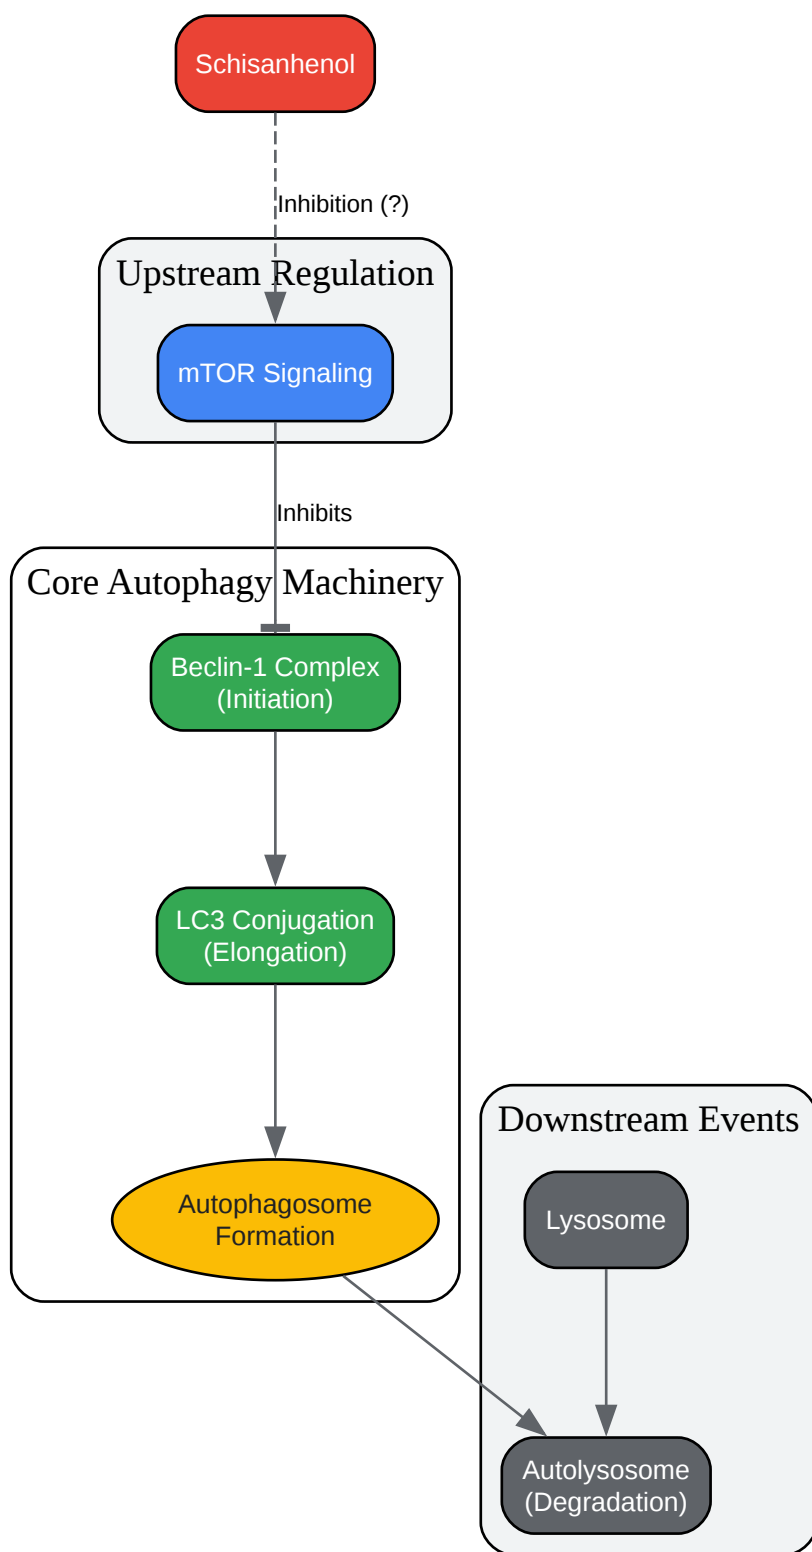 Schisanhenol
Inhibition (?)
Upstream Regulation
mTOR Signaling
Inhibits
Core Autophagy Machinery
Beclin-1 Complex
(Initiation)
LC3 Conjugation
(Elongation)
Autophagosome
Formation
Downstream Events
Lysosome
Autolysosome
(Degradation)